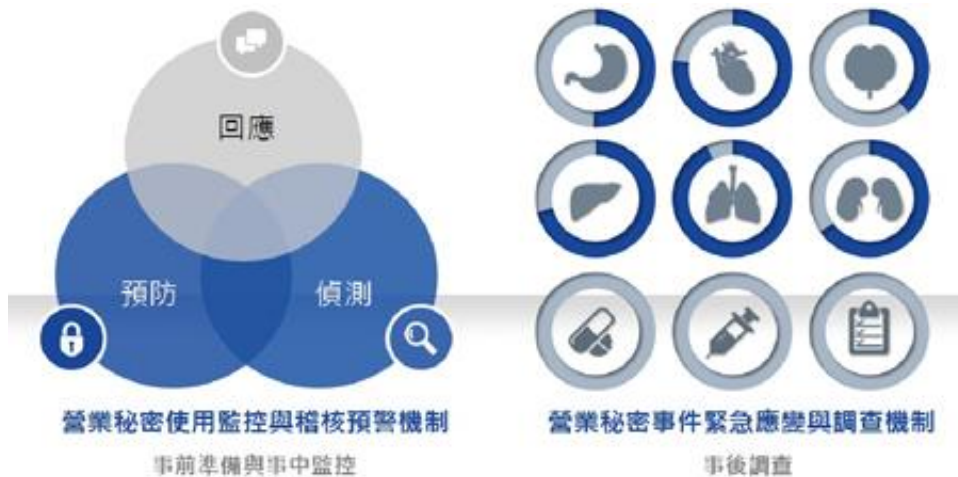 回應
預防
偵測
營業秘密使用監控與稽核預警機制
事前準備與事中監控
營業秘密事件緊急應變與調查機制
事後調查